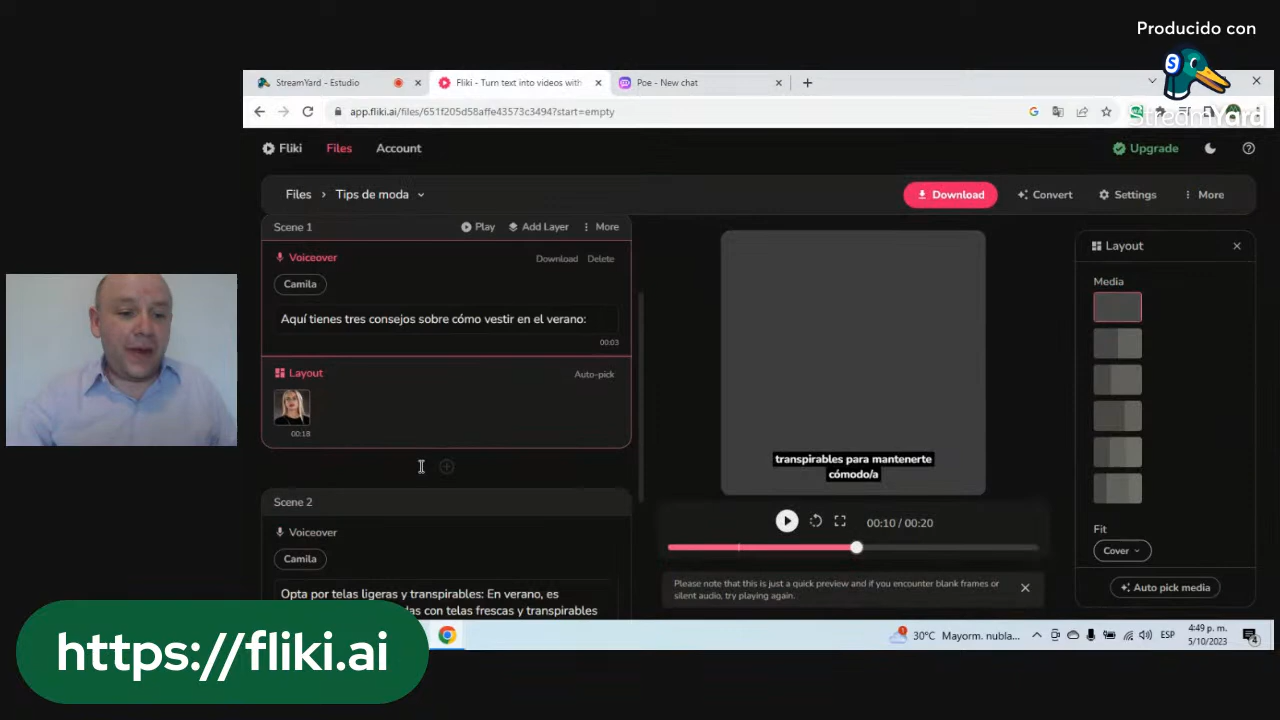 Producido con
StreamYard
StreamYard - Estudio
Fliki - Turn text into videos with
Poe - New chat
app.fliki.ai/files/651f205d58affe43573c3494?start=empty
Fliki Files Account Upgrade
Files › Tips de moda Download Convert Settings More
Scene 1 Play Add Layer More
Voiceover Download Delete
Camila
Aquí tienes tres consejos sobre cómo vestir en el verano:
00:03
Layout Auto-pick
00:18
Scene 2
Voiceover
Camila
Opta por telas ligeras y transpirables: En verano, es
das con telas frescas y transpirables
transpirables para mantenerte
cómodo/a
00:10 / 00:20
Please note that this is just a quick preview and if you encounter blank frames or
silent audio, try playing again.
Layout
Media
Fit
Cover
Auto pick media
30°C Mayorm. nubla...
ESP
4:49 p. m.
5/10/2023
4
https://fliki.ai